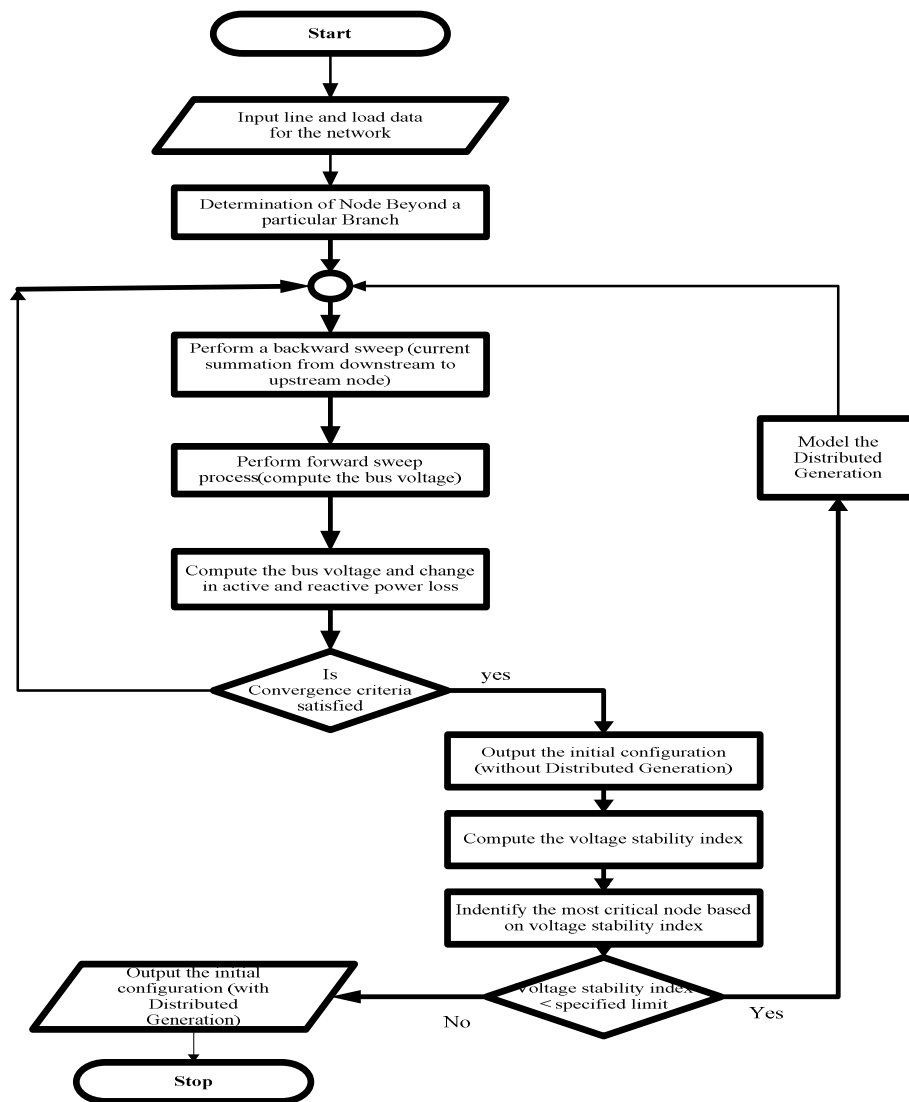 Start
Input line and load data
for the network
Determination of Node Beyond a
particular Branch
Perform a backward sweep (current
summation from downstream to
upstream node)
Perform forward sweep
process(compute the bus voltage)
Compute the bus voltage and change
in active and reactive power loss
Is
Convergence criteria
satisfied
yes
Model the
Distributed
Generation
Output the initial configuration
(without Distributed Generation)
Compute the voltage stability index
Indentify the most critical node based
on voltage stability index
Voltage stability index
< specified limit
Yes
No
Output the initial
configuration (with
Distributed
Generation)
Stop